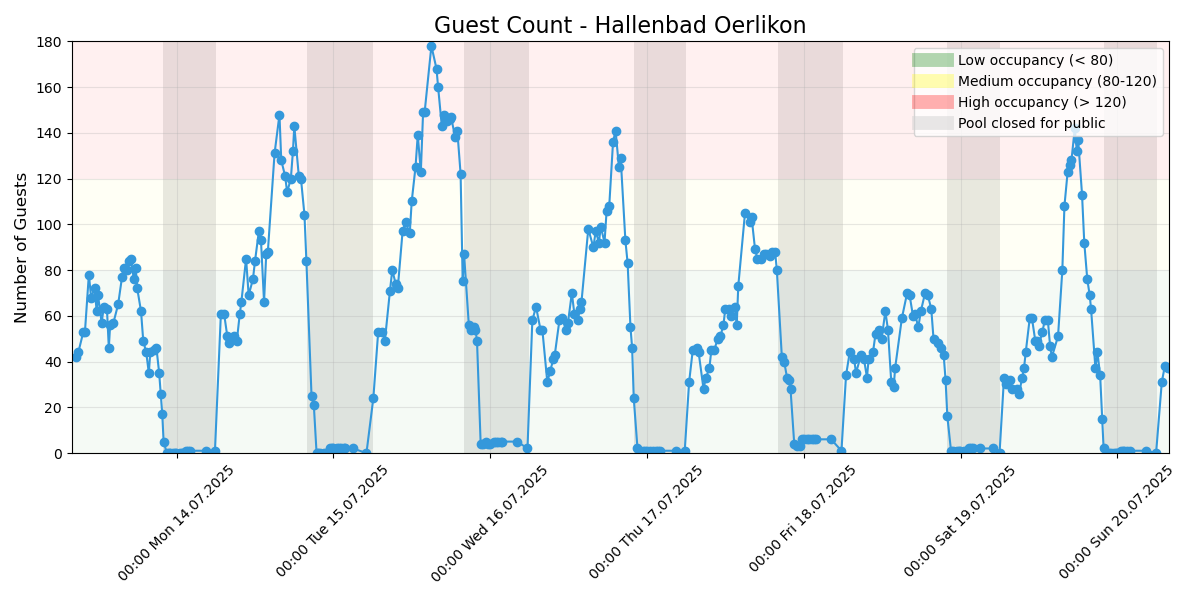 Guest Count - Hallenbad Oerlikon
Number of Guests
180
160
140
120
100
80
60
40
20
0
Low occupancy (< 80)
Medium occupancy (80-120)
High occupancy (> 120)
Pool closed for public
00:00 Mon 14.07.2025
00:00 Tue 15.07.2025
00:00 Wed 16.07.2025
00:00 Thu 17.07.2025
00:00 Fri 18.07.2025
00:00 Sat 19.07.2025
00:00 Sun 20.07.2025